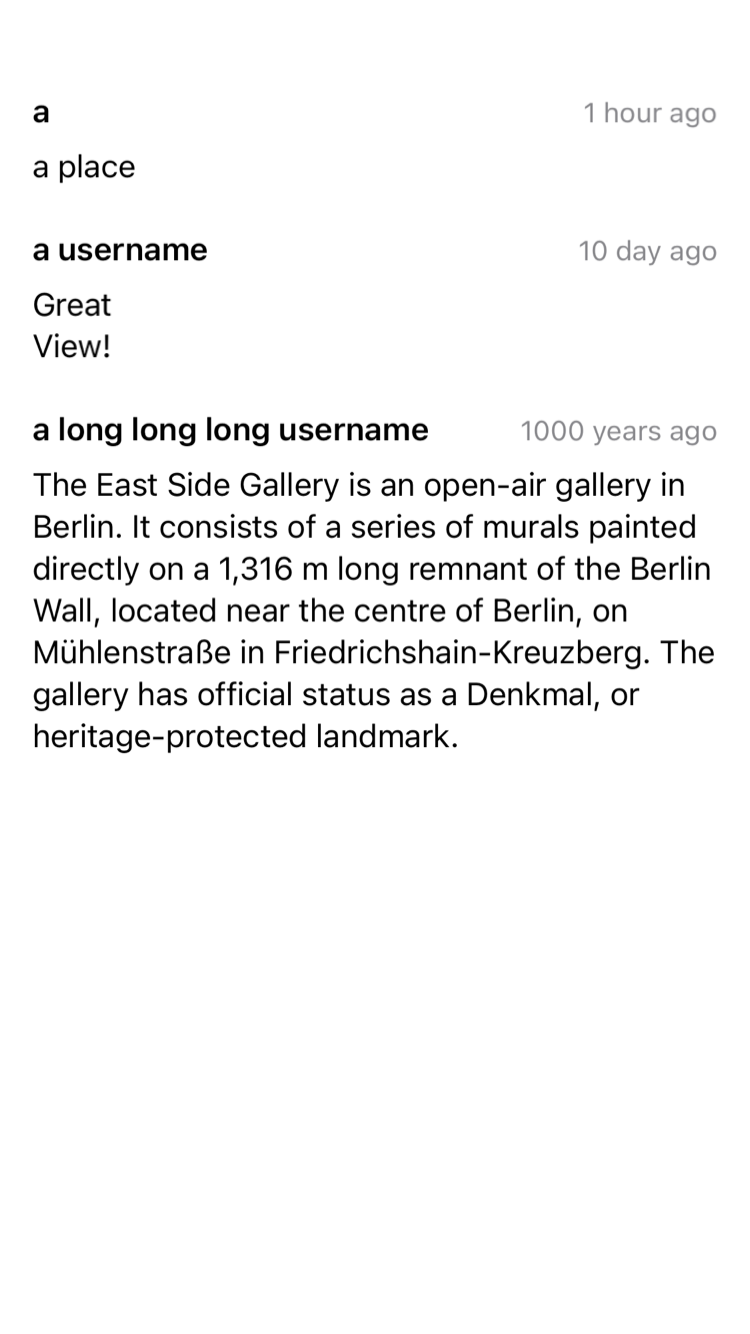 a
1 hour ago
a place
a username
10 day ago
Great
View!
a long long long username
1000 years ago
The East Side Gallery is an open-air gallery in
Berlin. It consists of a series of murals painted
directly on a 1,316 m long remnant of the Berlin
Wall, located near the centre of Berlin, on
Mühlenstraße in Friedrichshain-Kreuzberg. The
gallery has official status as a Denkmal, or
heritage-protected landmark.